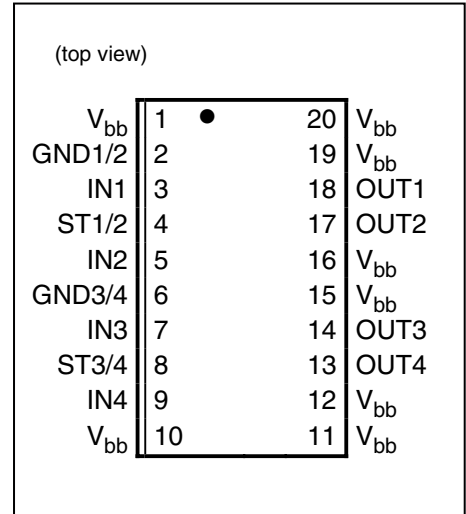 (top view)
V_bb 1 20 V_bb
GND1/2 2 19 V_bb
IN1 3 18 OUT1
ST1/2 4 17 OUT2
IN2 5 16 V_bb
GND3/4 6 15 V_bb
IN3 7 14 OUT3
ST3/4 8 13 OUT4
IN4 9 12 V_bb
V_bb 10 11 V_bb